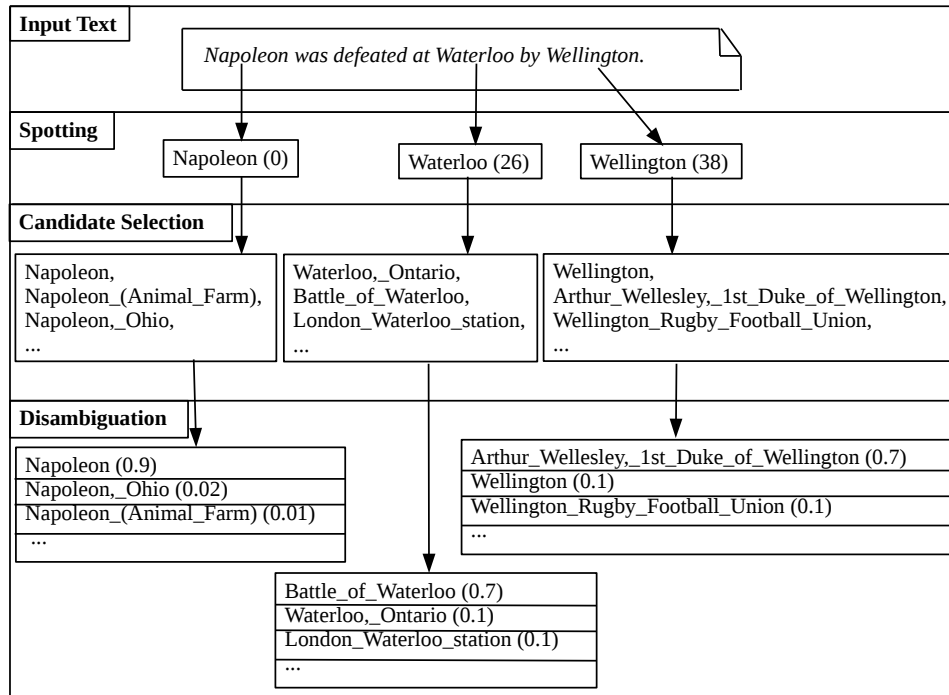 Input Text
Napoleon was defeated at Waterloo by Wellington.
Spotting
Napoleon (0)
Waterloo (26)
Wellington (38)
Candidate Selection
Napoleon,
Napoleon_(Animal_Farm),
Napoleon,_Ohio,
...
Waterloo,_Ontario,
Battle_of_Waterloo,
London_Waterloo_station,
...
Wellington,
Arthur_Wellesley,_1st_Duke_of_Wellington,
Wellington_Rugby_Football_Union,
...
Disambiguation
Napoleon (0.9)
Napoleon,_Ohio (0.02)
Napoleon_(Animal_Farm) (0.01)
...
Arthur_Wellesley,_1st_Duke_of_Wellington (0.7)
Wellington (0.1)
Wellington_Rugby_Football_Union (0.1)
...
Battle_of_Waterloo (0.7)
Waterloo,_Ontario (0.1)
London_Waterloo_station (0.1)
...